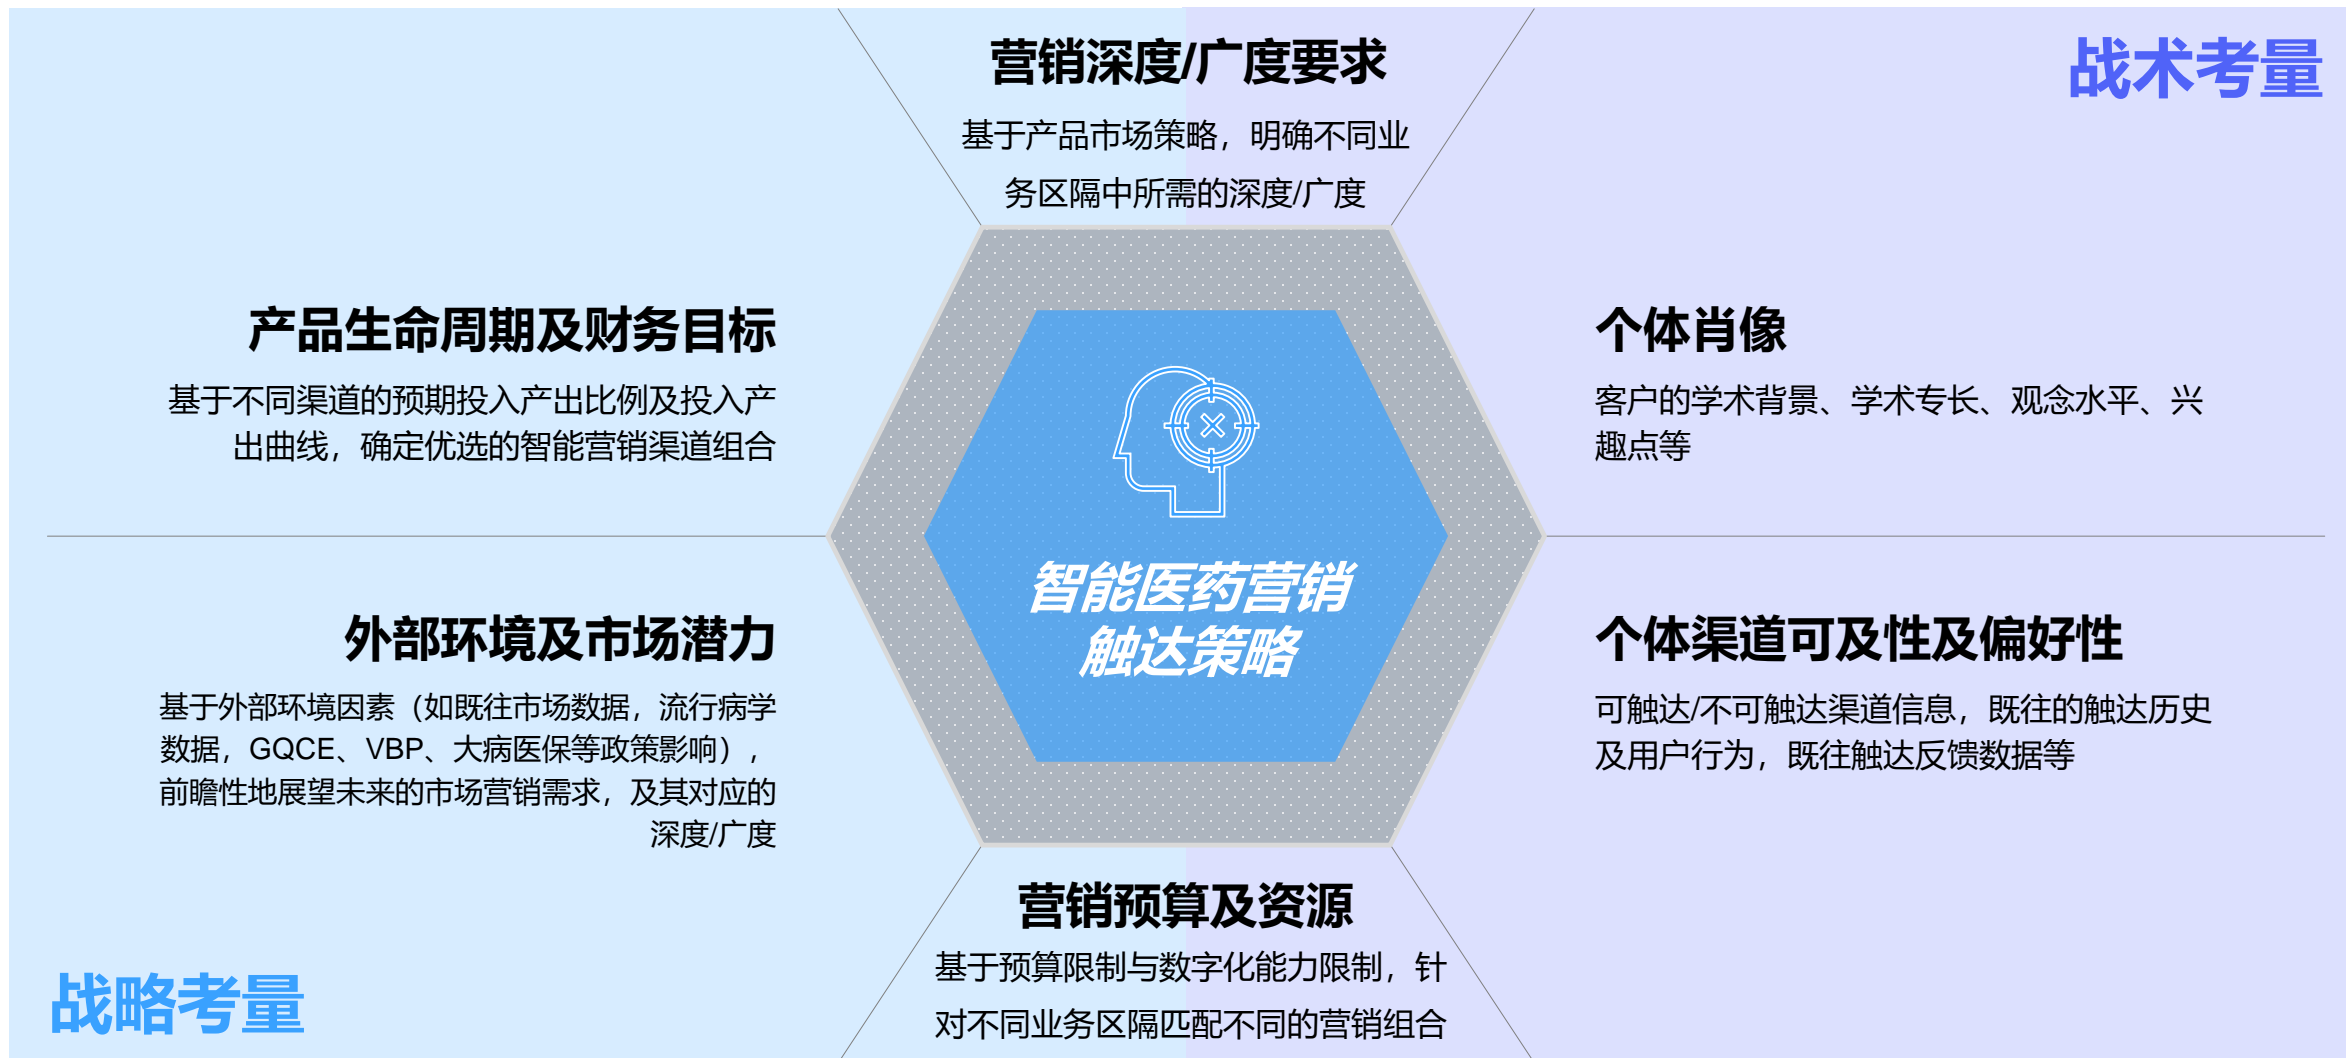 营销深度/广度要求
基于产品市场策略，明确不同业
务区隔中所需的深度/广度
战术考量
产品生命周期及财务目标
基于不同渠道的预期投入产出比例及投入产
出曲线，确定优选的智能营销渠道组合
个体肖像
客户的学术背景、学术专长、观念水平、兴
趣点等
智能医药营销
触达策略
外部环境及市场潜力
基于外部环境因素（如既往市场数据，流行病学
数据，GQCE、VBP、大病医保等政策影响），
前瞻性地展望未来的市场营销需求，及其对应的
深度/广度
个体渠道可及性及偏好性
可触达/不可触达渠道信息，既往的触达历史
及用户行为，既往触达反馈数据等
营销预算及资源
基于预算限制与数字化能力限制，针
对不同业务区隔匹配不同的营销组合
战略考量